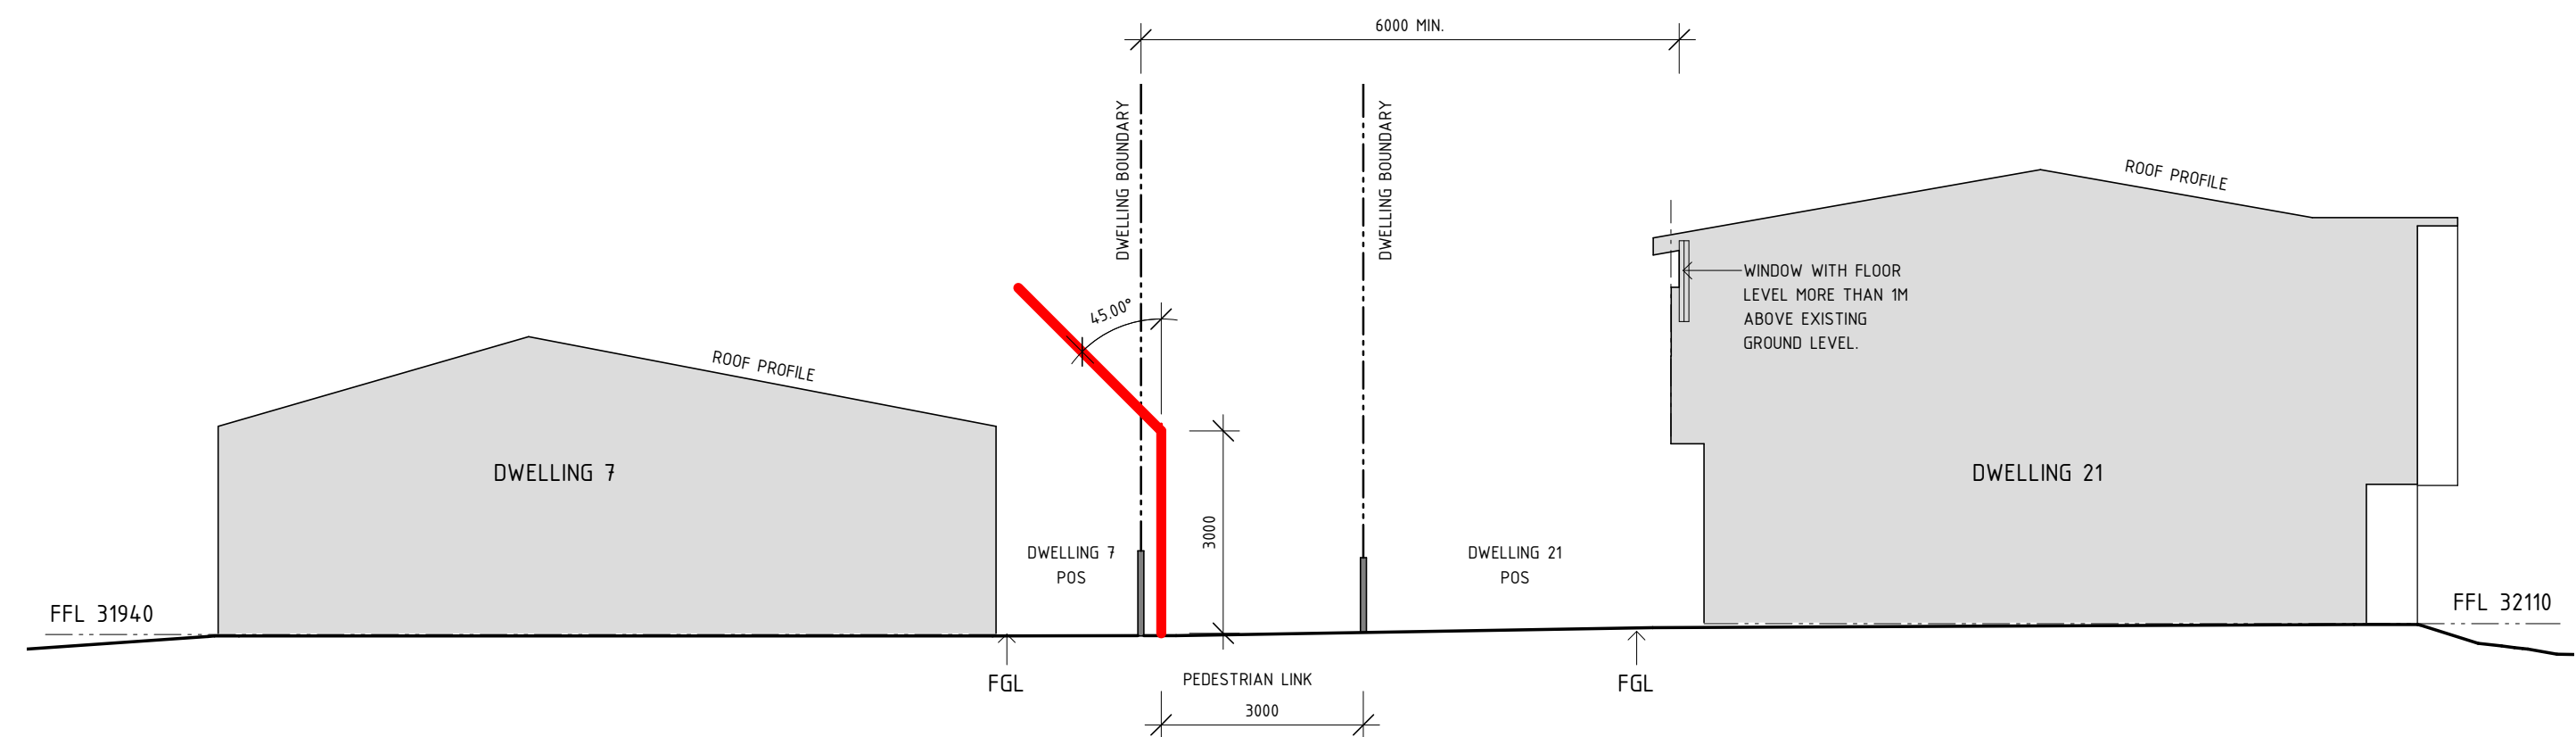 6000 MIN.
DWELLING BOUNDARY
DWELLING BOUNDARY
ROOF PROFILE
WINDOW WITH FLOOR
LEVEL MORE THAN 1M
ABOVE EXISTING
GROUND LEVEL.
45.00°
ROOF PROFILE
DWELLING 7
DWELLING 21
3000
DWELLING 7
POS
DWELLING 21
POS
FFL 31940
FFL 32110
FGL
PEDESTRIAN LINK
FGL
3000